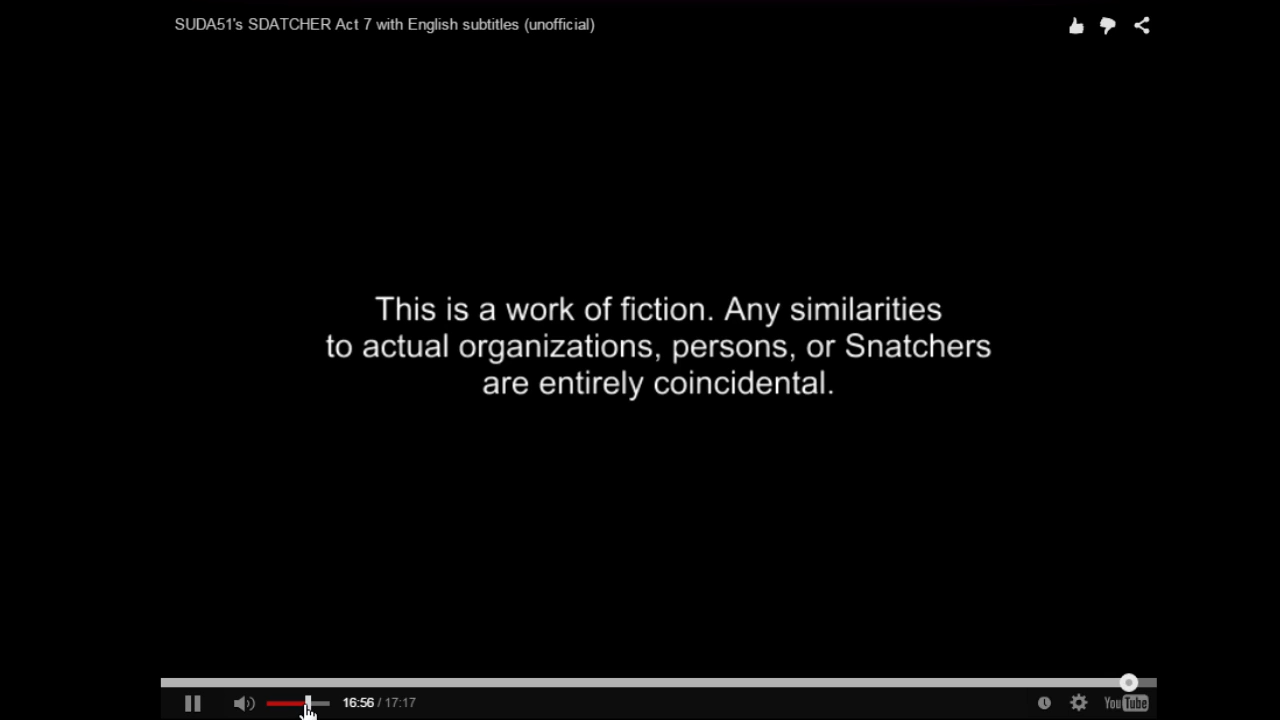 SUDA51's SDATCHER Act 7 with English subtitles (unofficial)
This is a work of fiction. Any similarities
to actual organizations, persons, or Snatchers
are entirely coincidental.
16:56 / 17:17
YouTube